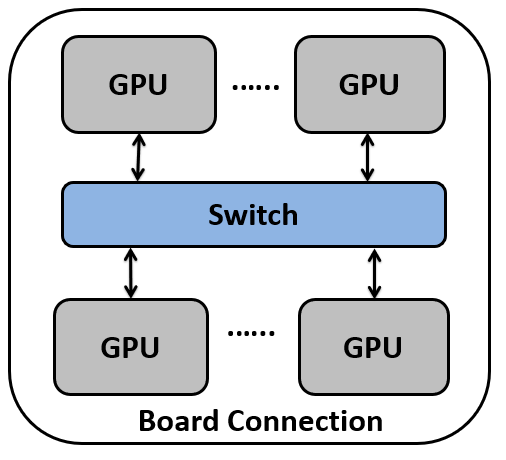 GPU ...... GPU
Switch
GPU ...... GPU
Board Connection